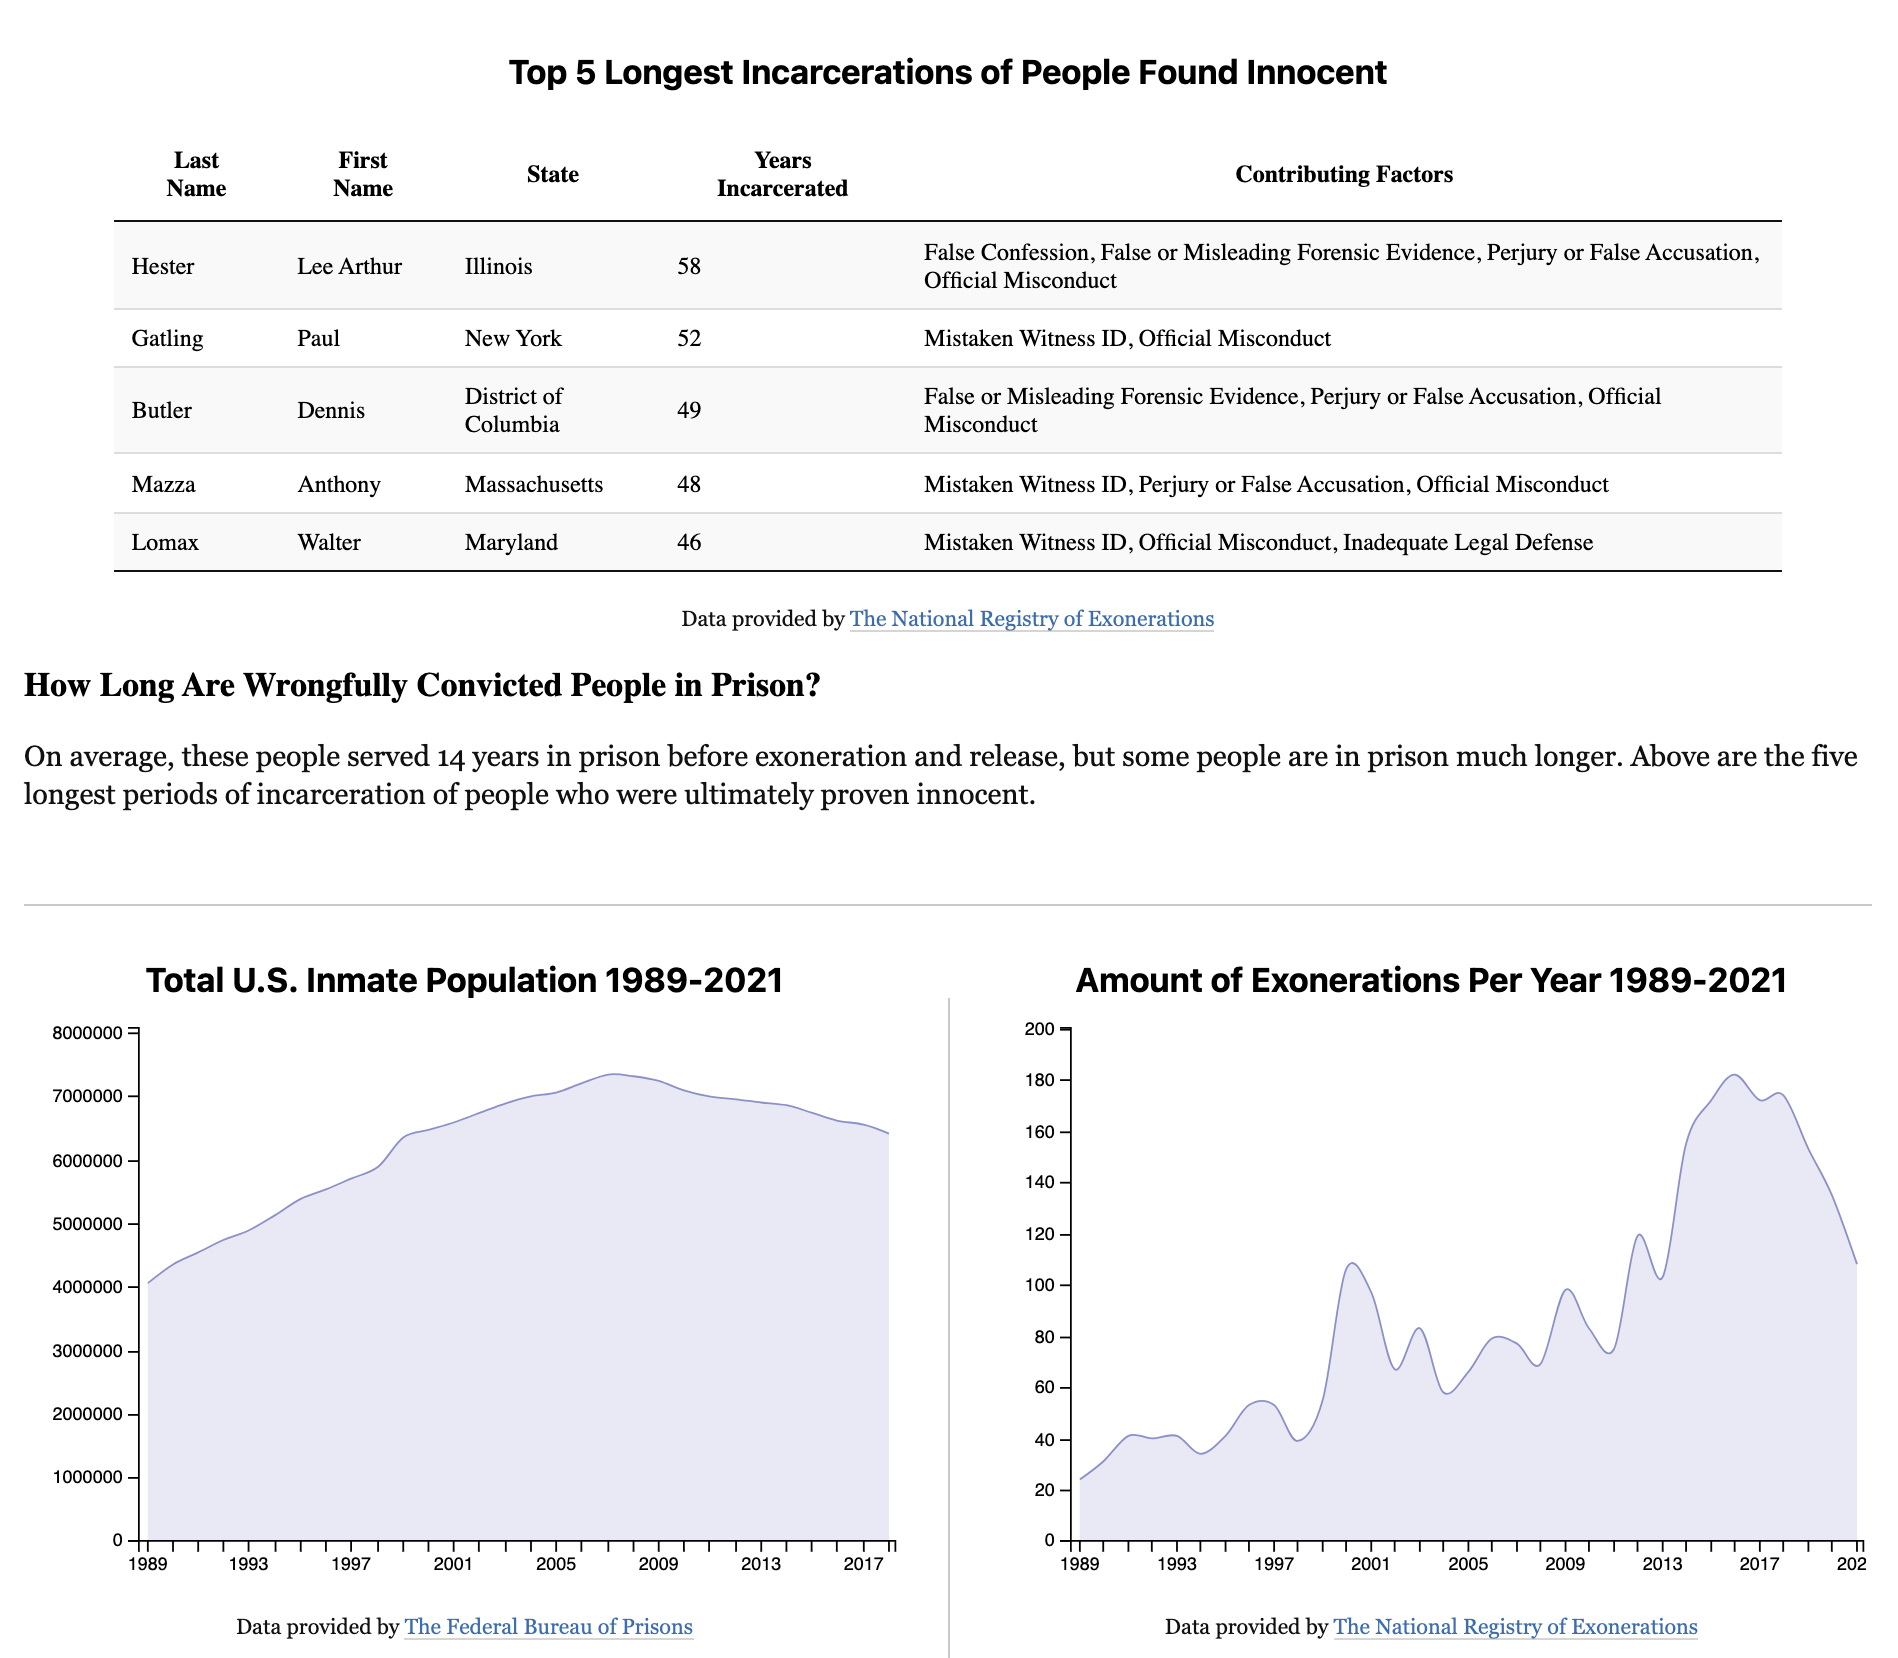 Top 5 Longest Incarcerations of People Found Innocent
Last
Name
First
Name
State
Years
Incarcerated
Contributing Factors
Hester
Lee Arthur
Illinois
58
False Confession, False or Misleading Forensic Evidence, Perjury or False Accusation,
Official Misconduct
Gatling
Paul
New York
52
Mistaken Witness ID, Official Misconduct
Butler
Dennis
District of
Columbia
49
False or Misleading Forensic Evidence, Perjury or False Accusation, Official
Misconduct
Mazza
Anthony
Massachusetts
48
Mistaken Witness ID, Perjury or False Accusation, Official Misconduct
Lomax
Walter
Maryland
46
Mistaken Witness ID, Official Misconduct, Inadequate Legal Defense
Data provided by The National Registry of Exonerations
How Long Are Wrongfully Convicted People in Prison?
On average, these people served 14 years in prison before exoneration and release, but some people are in prison much longer. Above are the five
longest periods of incarceration of people who were ultimately proven innocent.
Total U.S. Inmate Population 1989-2021
8000000
7000000
6000000
5000000
4000000
3000000
2000000
1000000
0
1989 1993 1997 2001 2005 2009 2013 2017
Data provided by The Federal Bureau of Prisons
Amount of Exonerations Per Year 1989-2021
200
180
160
140
120
100
80
60
40
20
0
1989 1993 1997 2001 2005 2009 2013 2017 202
Data provided by The National Registry of Exonerations